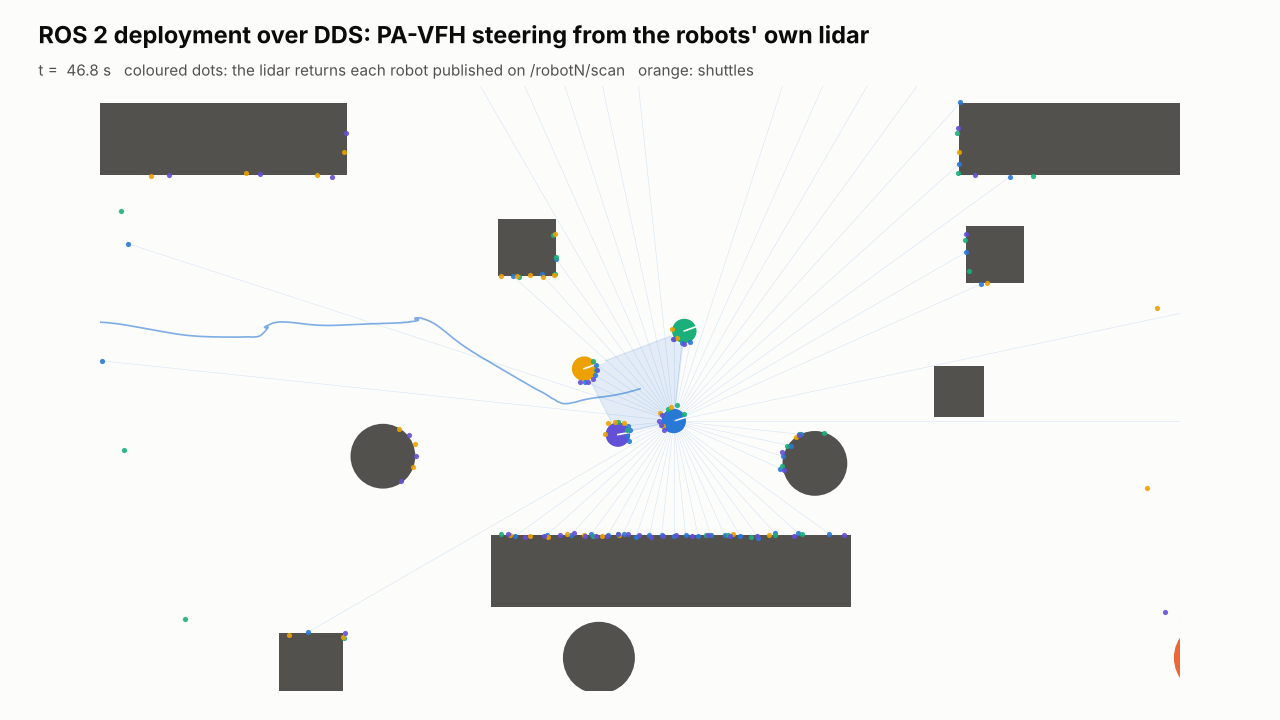 ROS 2 deployment over DDS: PA-VFH steering from the robots' own lidar
t =  46.8 s   coloured dots: the lidar returns each robot published on /robotN/scan   orange: shuttles